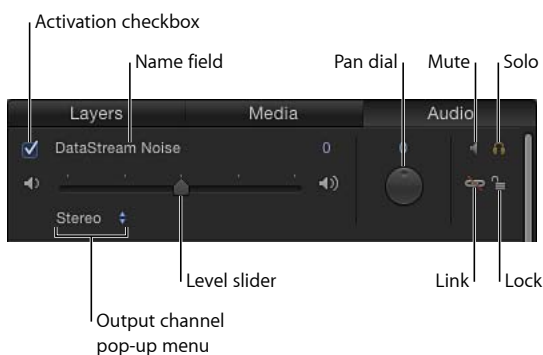 Activation checkbox
Name field
Pan dial
Mute
Solo
Layers
Media
Audio
DataStream Noise
0
0
Stereo
Level slider
Link
Lock
Output channel
pop-up menu